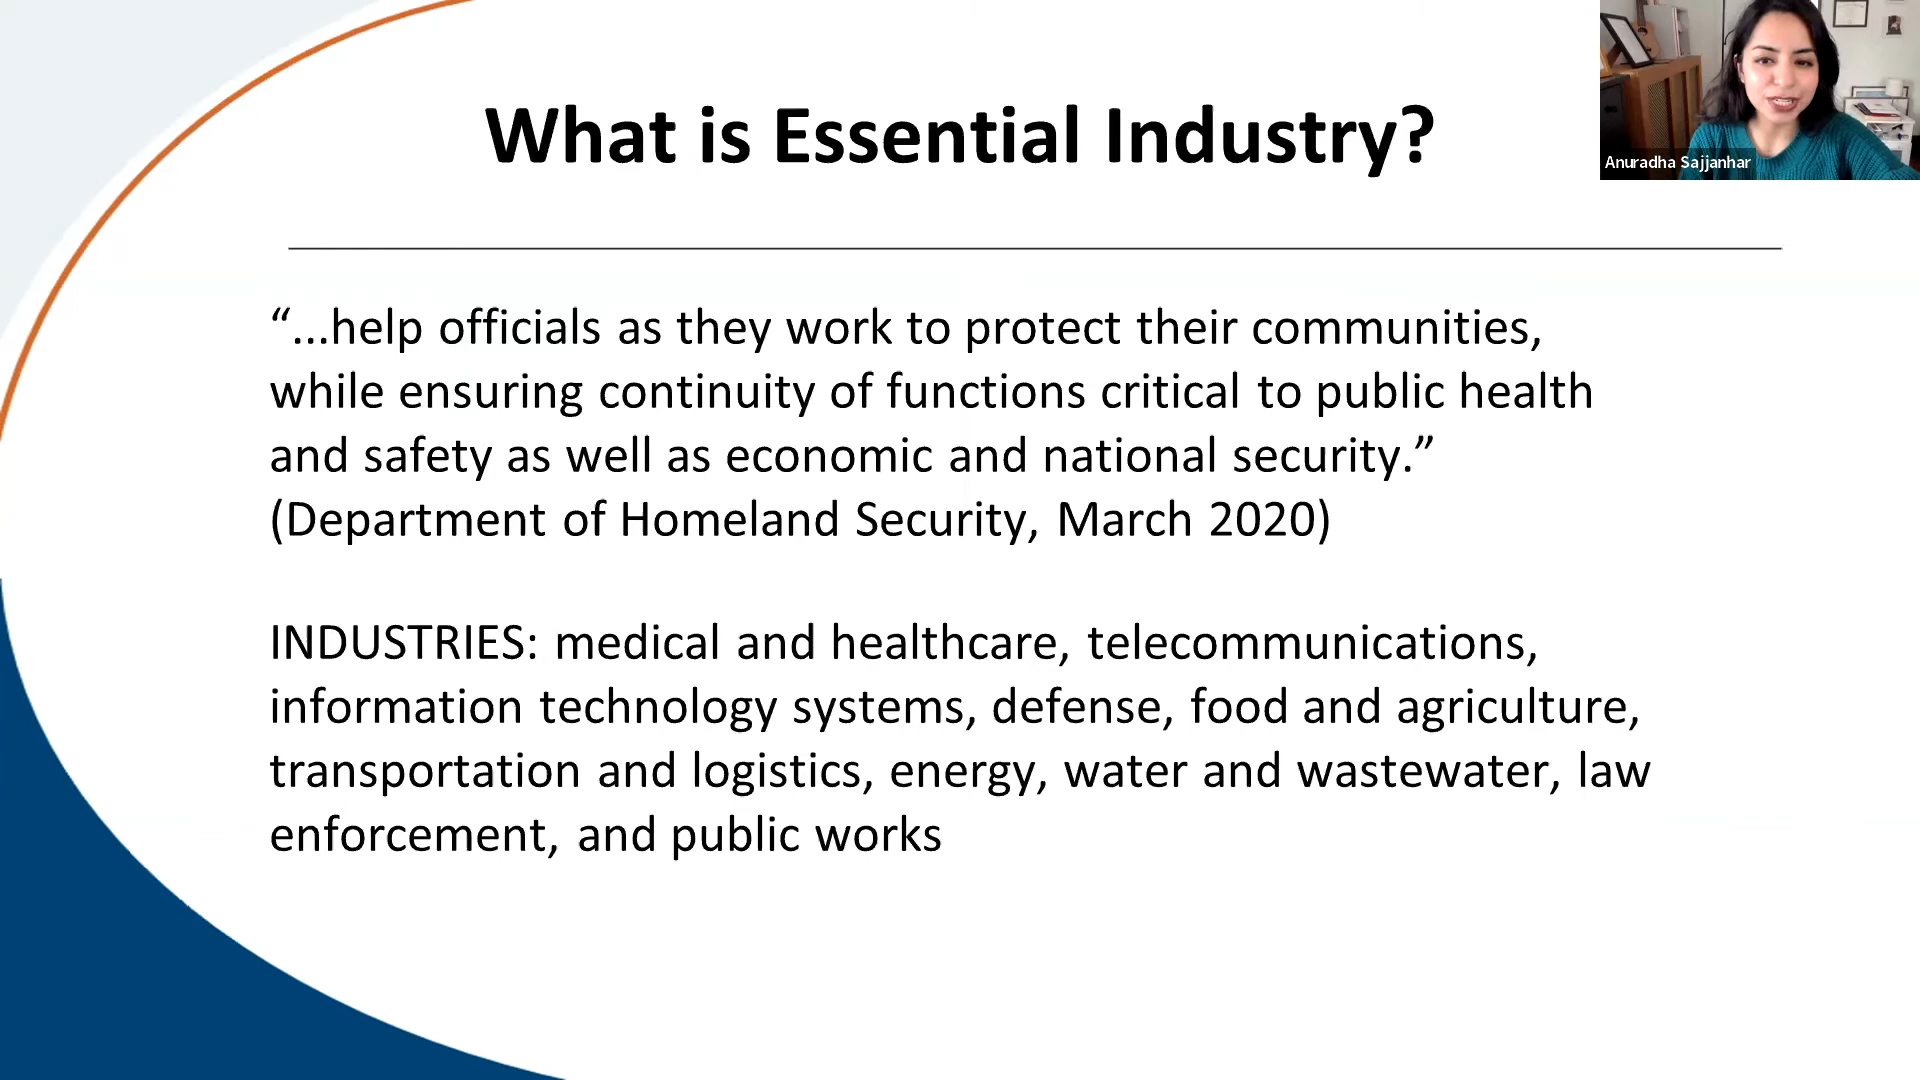 What is Essential Industry?
Anuradha Sajjanhar
“...help officials as they work to protect their communities,
while ensuring continuity of functions critical to public health
and safety as well as economic and national security.”
(Department of Homeland Security, March 2020)
INDUSTRIES: medical and healthcare, telecommunications,
information technology systems, defense, food and agriculture,
transportation and logistics, energy, water and wastewater, law
enforcement, and public works